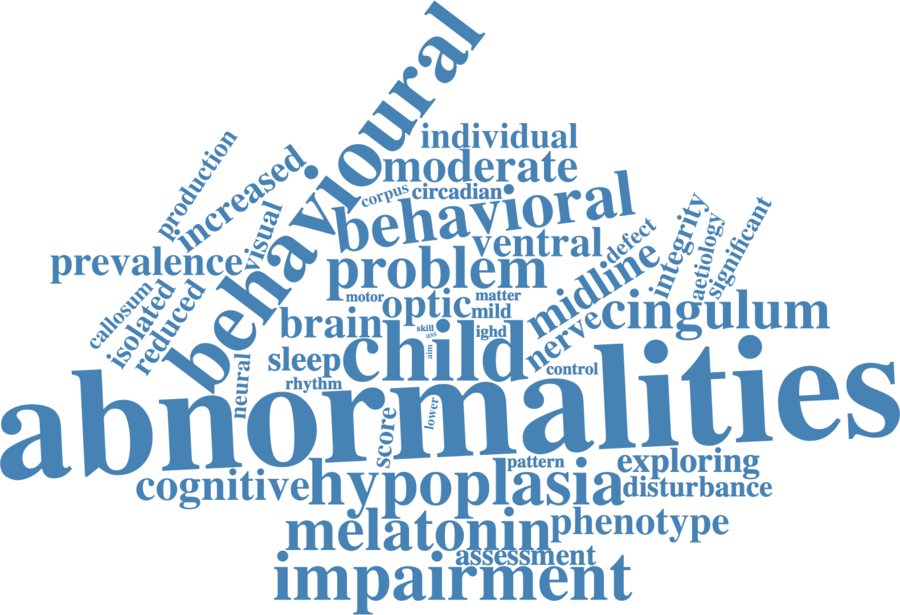 behavioural
individual
moderate
production
increased
corpus
circadian
behavioral
visual
prevalence
ventral
defect
integrity
aetiology
significant
problem
midline
callosum
isolated
reduced
motor
optic
matter
mild
cingulum
brain
skill
ass
ighd
nerve
child
aim
sleep
rhythm
control
neural
abnormalities
score
lower
pattern
exploring
cognitive
hypoplasia
disturbance
melatonin
phenotype
assessment
impairment